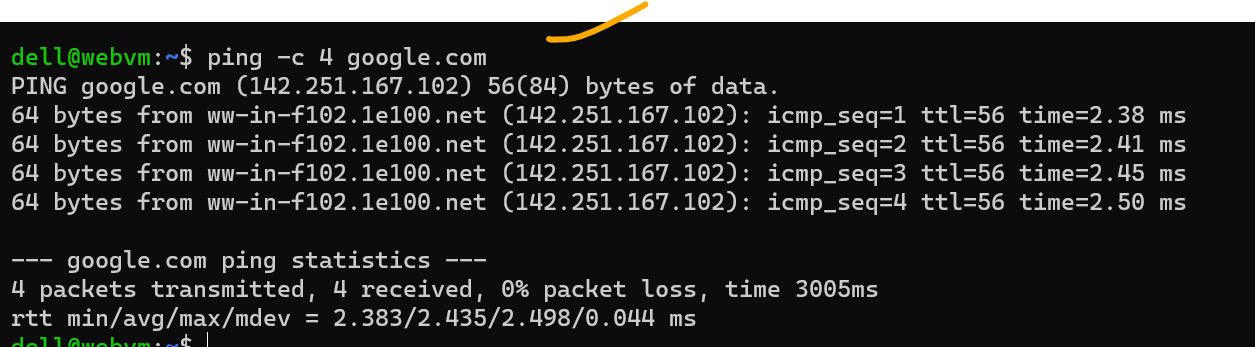 dell@webvm:~$ ping -c 4 google.com
PING google.com (142.251.167.102) 56(84) bytes of data.
64 bytes from ww-in-f102.1e100.net (142.251.167.102): icmp_seq=1 ttl=56 time=2.38 ms
64 bytes from ww-in-f102.1e100.net (142.251.167.102): icmp_seq=2 ttl=56 time=2.41 ms
64 bytes from ww-in-f102.1e100.net (142.251.167.102): icmp_seq=3 ttl=56 time=2.45 ms
64 bytes from ww-in-f102.1e100.net (142.251.167.102): icmp_seq=4 ttl=56 time=2.50 ms

--- google.com ping statistics ---
4 packets transmitted, 4 received, 0% packet loss, time 3005ms
rtt min/avg/max/mdev = 2.383/2.435/2.498/0.044 ms
dell@webvm:~$